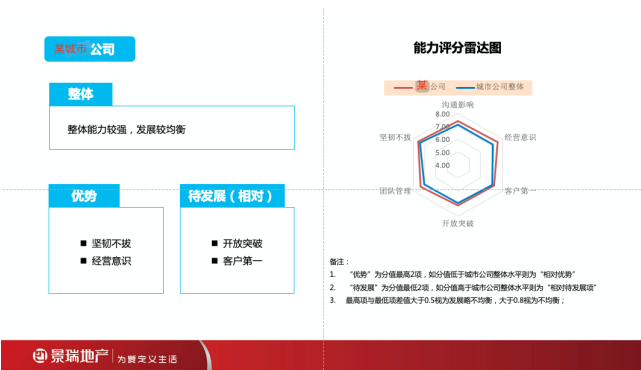 某城市 公司
整体
整体能力较强，发展较均衡
优势
■ 坚韧不拔
■ 经营意识
待发展（相对）
■ 开放突破
■ 客户第一
能力评分雷达图
某公司
城市公司整体
沟通影响
8.00
7.00
6.00
5.00
4.00
坚韧不拔
经营意识
团队管理
客户第一
开放突破
备注：
1. “优势”为分值最高2项，如分值低于城市公司整体水平则为“相对优势”
2. “待发展”为分值最低2项，如分值高于城市公司整体水平则为“相对待发展项”
3. 最高项与最低项差值大于0.5视为发展略不均衡，大于0.8视为不均衡；
景瑞地产 为爱定义生活